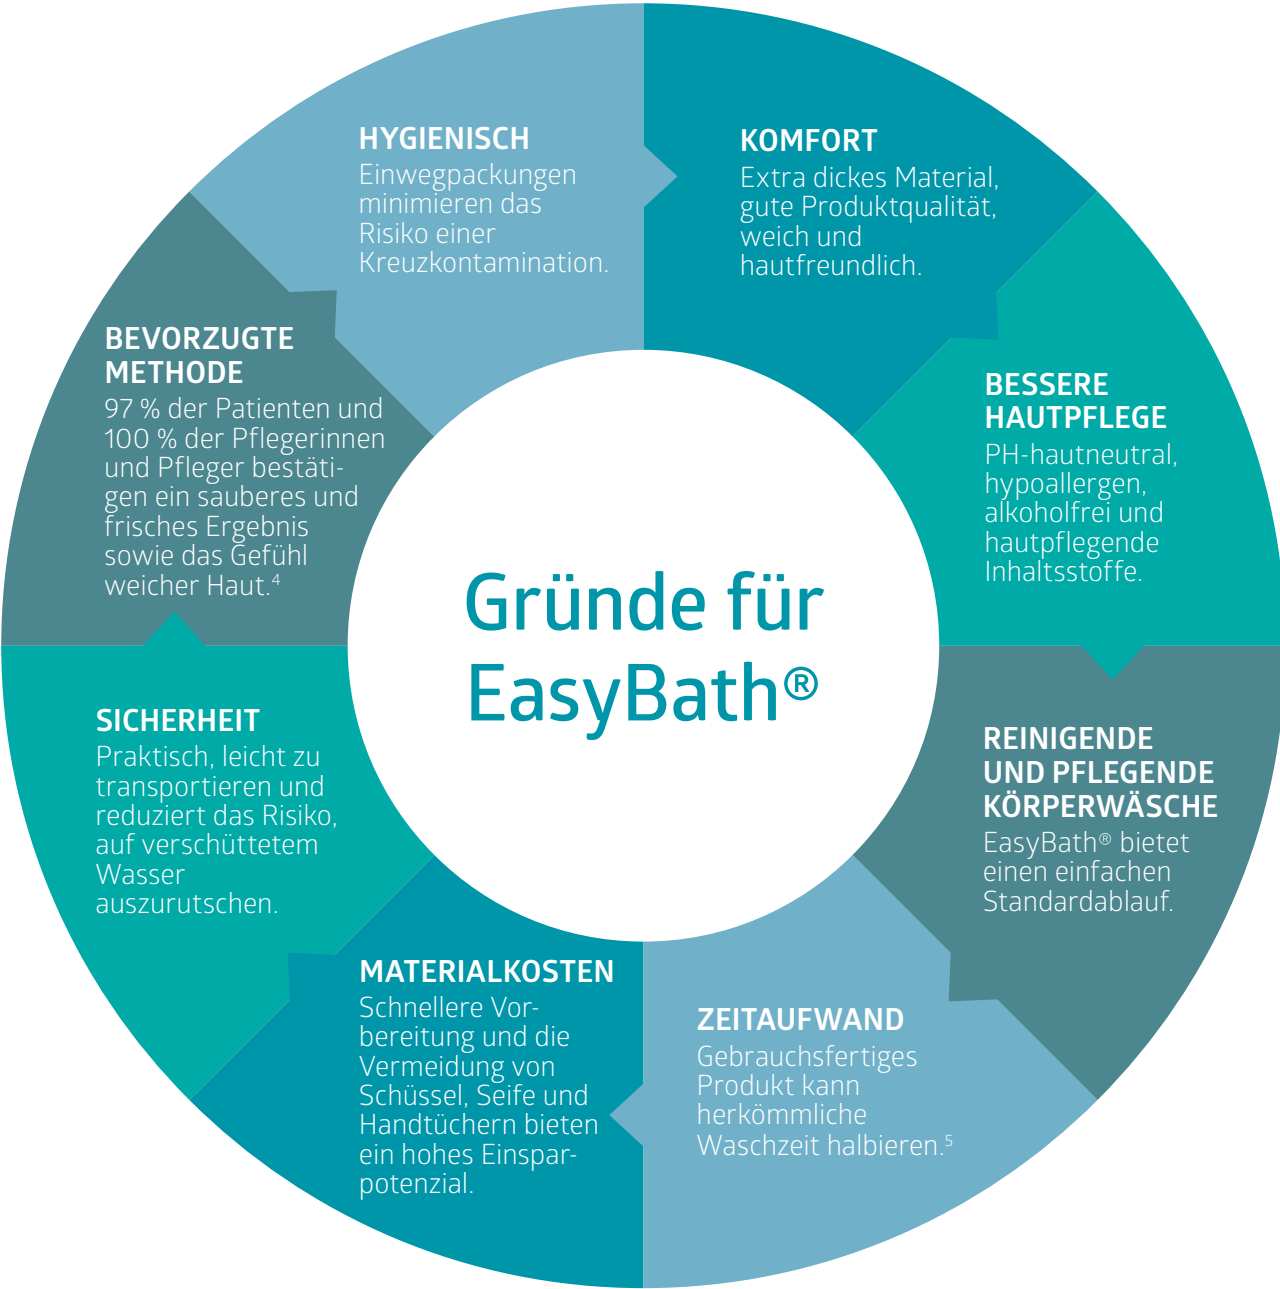 Gründe für
EasyBath®
KOMFORT
Extra dickes Material,
gute Produktqualität,
weich und
hautfreundlich.
BESSERE
HAUTPFLEGE
PH-hautneutral,
hypoallergen,
alkoholfrei und
hautpflegende
Inhaltsstoffe.
REINIGENDE
UND PFLEGENDE
KÖRPERWÄSCHE
EasyBath® bietet
einen einfachen
Standardablauf.
ZEITAUFWAND
Gebrauchsfertiges
Produkt kann
herkömmliche
Waschzeit halbieren.⁵
MATERIALKOSTEN
Schnellere Vor-
bereitung und die
Vermeidung von
Schüssel, Seife und
Handtüchern bieten
ein hohes Einspar-
potenzial.
SICHERHEIT
Praktisch, leicht zu
transportieren und
reduziert das Risiko,
auf verschüttetem
Wasser
auszurutschen.
BEVORZUGTE
METHODE
97 % der Patienten und
100 % der Pflegerinnen
und Pfleger bestäti-
gen ein sauberes und
frisches Ergebnis
sowie das Gefühl
weicher Haut.⁴
HYGIENISCH
Einwegpackungen
minimieren das
Risiko einer
Kreuzkontamination.